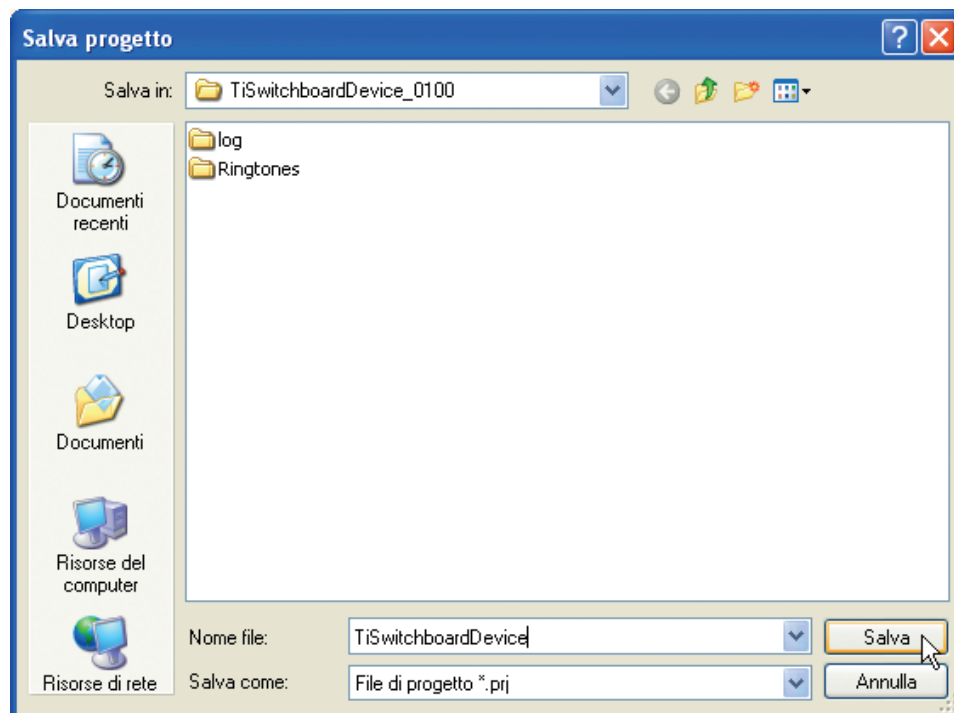 Salva progetto
Salva in: TiSwitchboardDevice_0100
log
Ringtones
Documenti
recenti
Desktop
Documenti
Risorse del
computer
Risorse di rete
Nome file: TiSwitchboardDevice Salva
Salva come: File di progetto *.prj Annulla